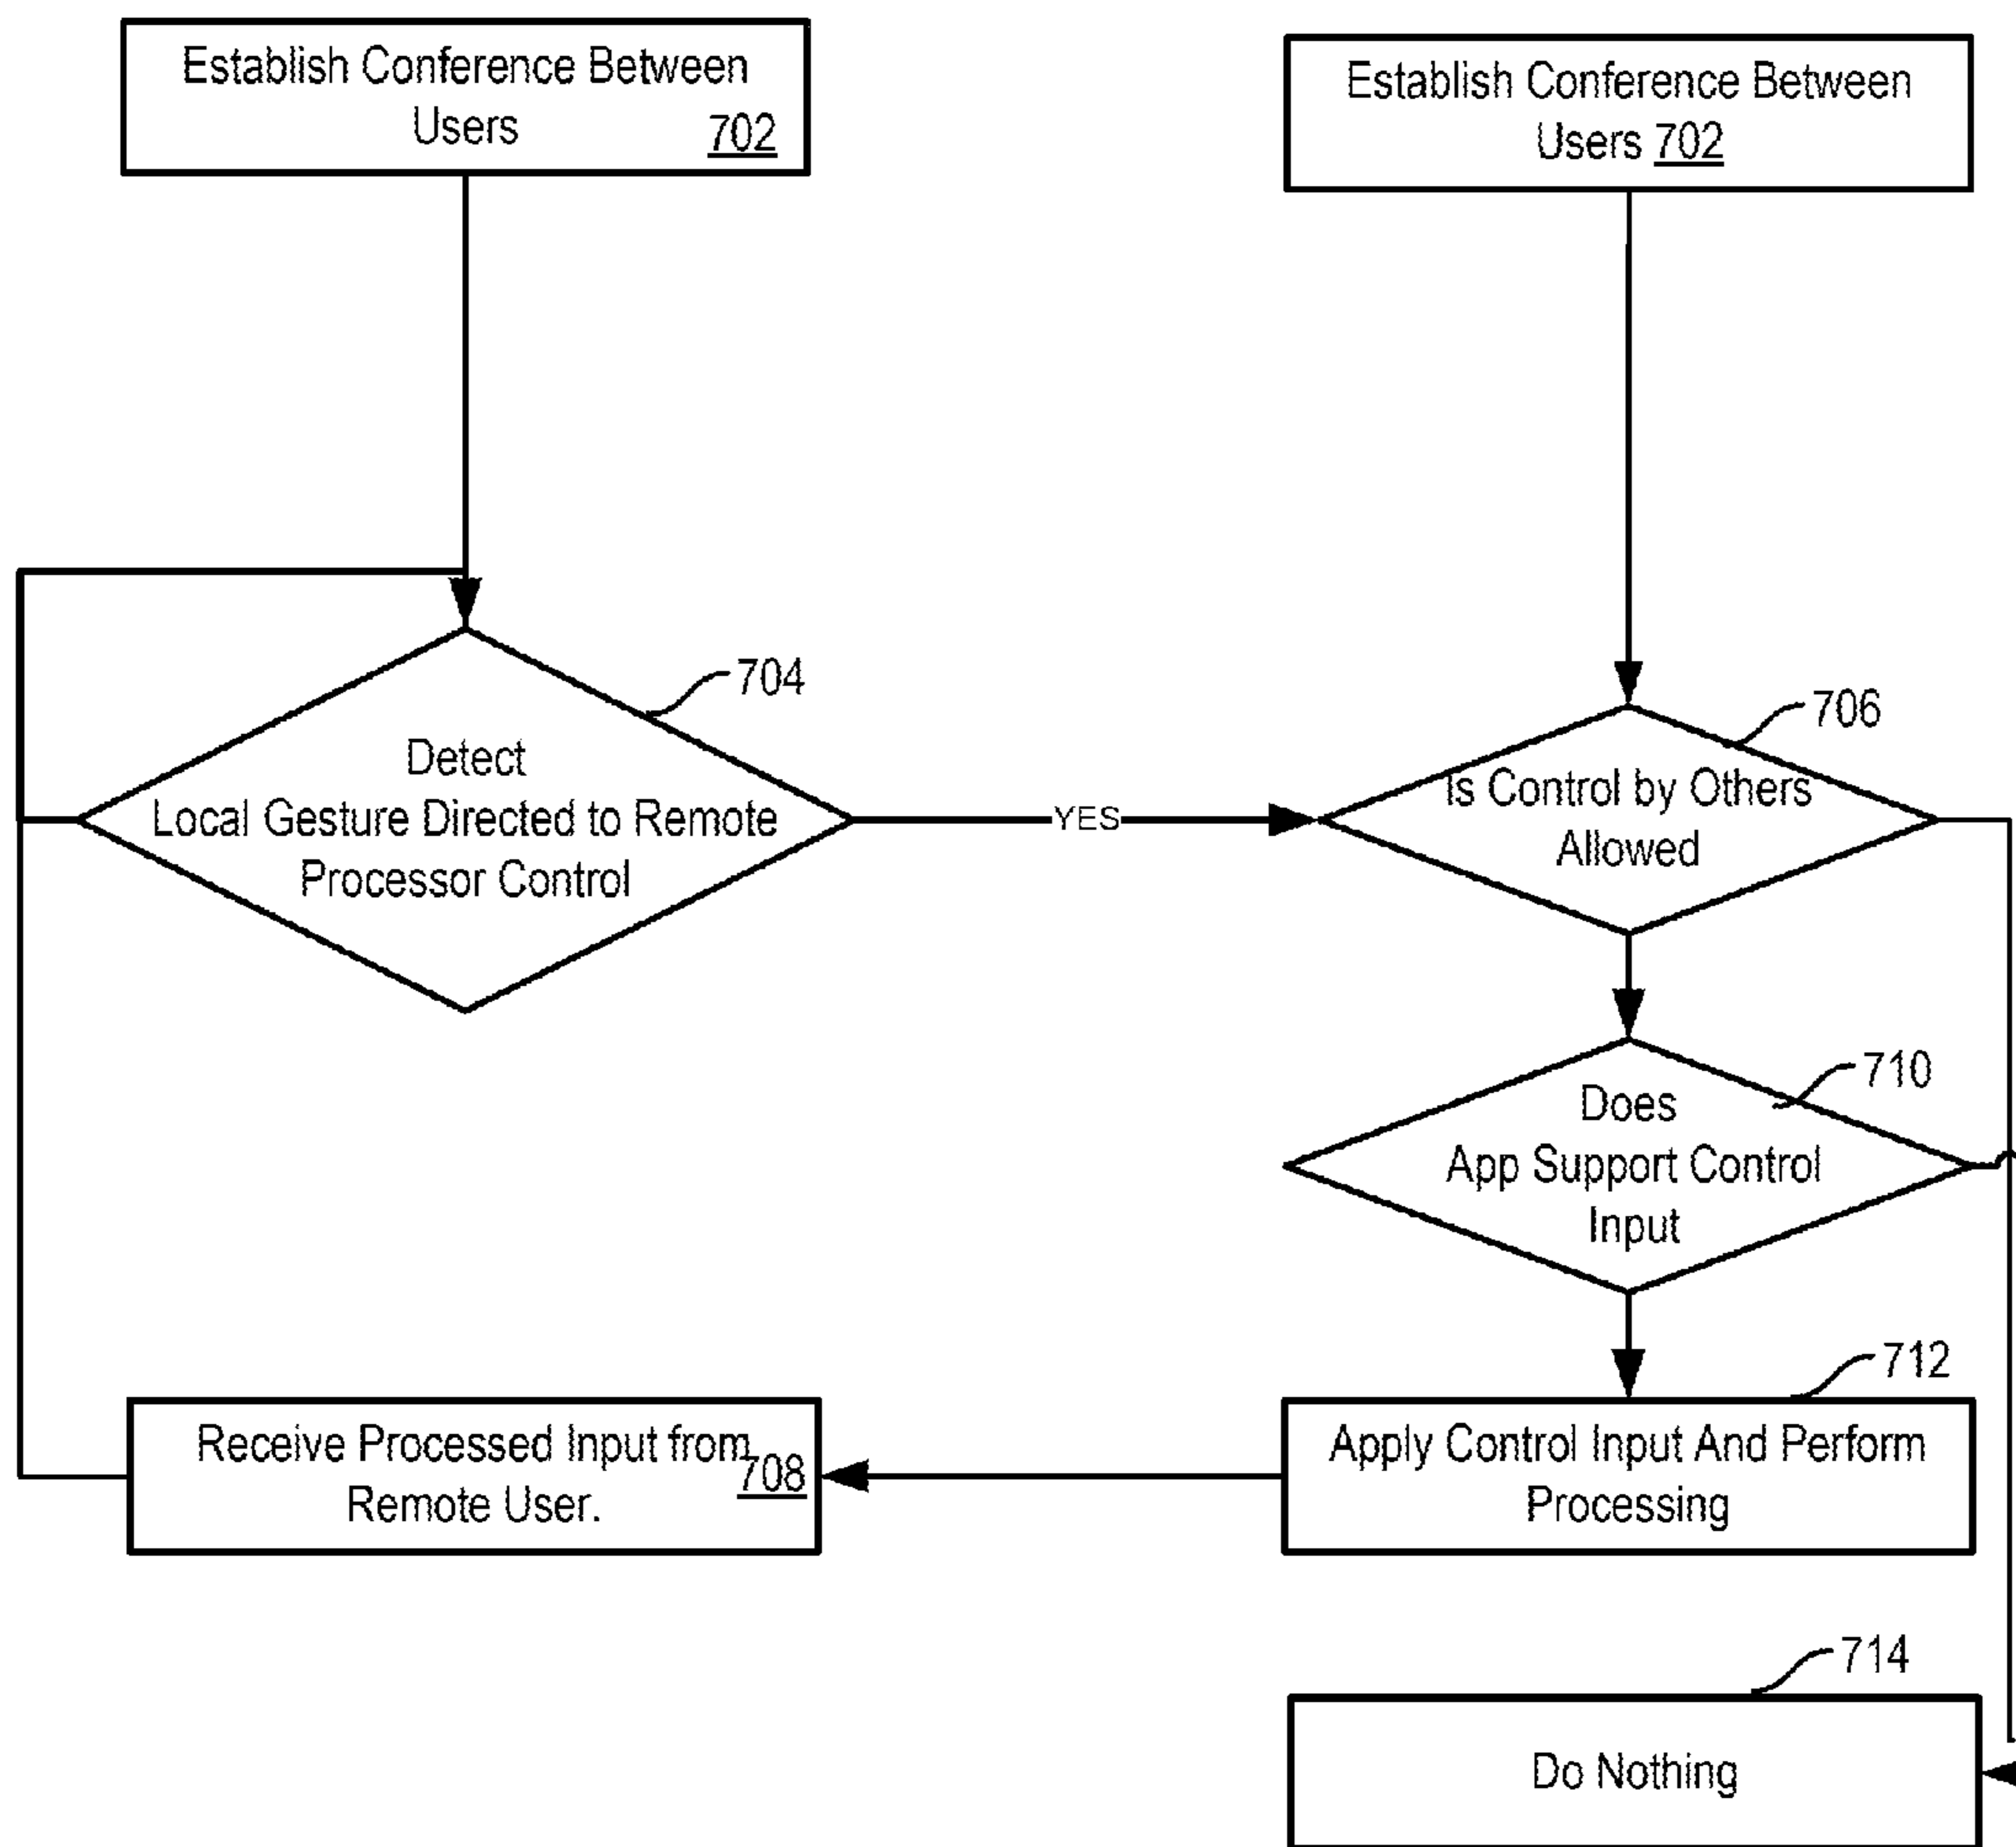 Establish Conference Between
Users 702
Establish Conference Between
Users 702
704
Detect
Local Gesture Directed to Remote
Processor Control
YES
706
Is Control by Others
Allowed
710
Does
App Support Control
Input
712
Apply Control Input And Perform
Processing
Receive Processed Input from
708
Remote User.
714
Do Nothing